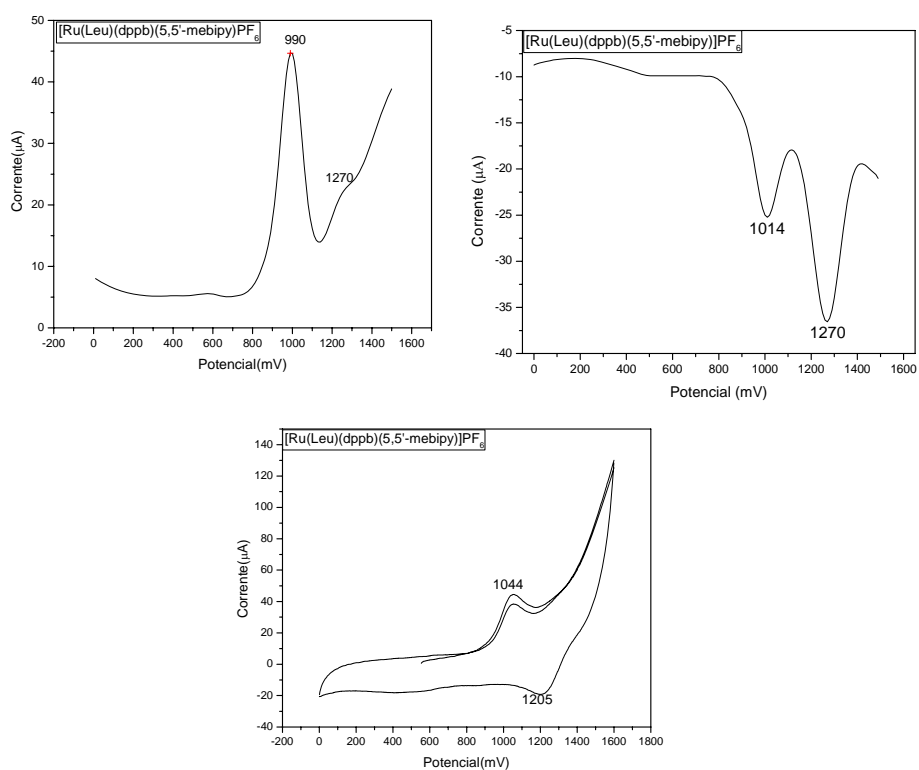 [Ru(Leu)(dppb)(5,5'-mebipy)PF6
990
1270
50
40
30
20
10
0
Corrente(μA)
-200 0 200 400 600 800 1000 1200 1400 1600
Potencial(mV)
[Ru(Leu)(dppb)(5,5'-mebipy)]PF6
1014
1270
-5
-10
-15
-20
-25
-30
-35
-40
Corrente (μA)
0 200 400 600 800 1000 1200 1400 1600
Potencial (mV)
[Ru(Leu)(dppb)(5,5'-mebipy)]PF6
1044
1205
140
120
100
80
60
40
20
0
-20
-40
Corrente(μA)
-200 0 200 400 600 800 1000 1200 1400 1600 1800
Potencial(mV)